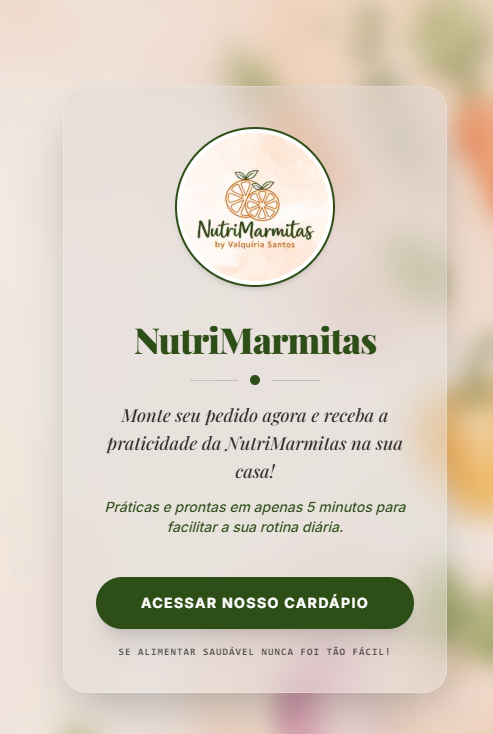 NutriMarmitas
by Valquíria Santos
NutriMarmitas
Monte seu pedido agora e receba a
praticidade da NutriMarmitas na sua
casa!
Práticas e prontas em apenas 5 minutos para
facilitar a sua rotina diária.
ACESSAR NOSSO CARDÁPIO
SE ALIMENTAR SAUDÁVEL NUNCA FOI TÃO FÁCIL!